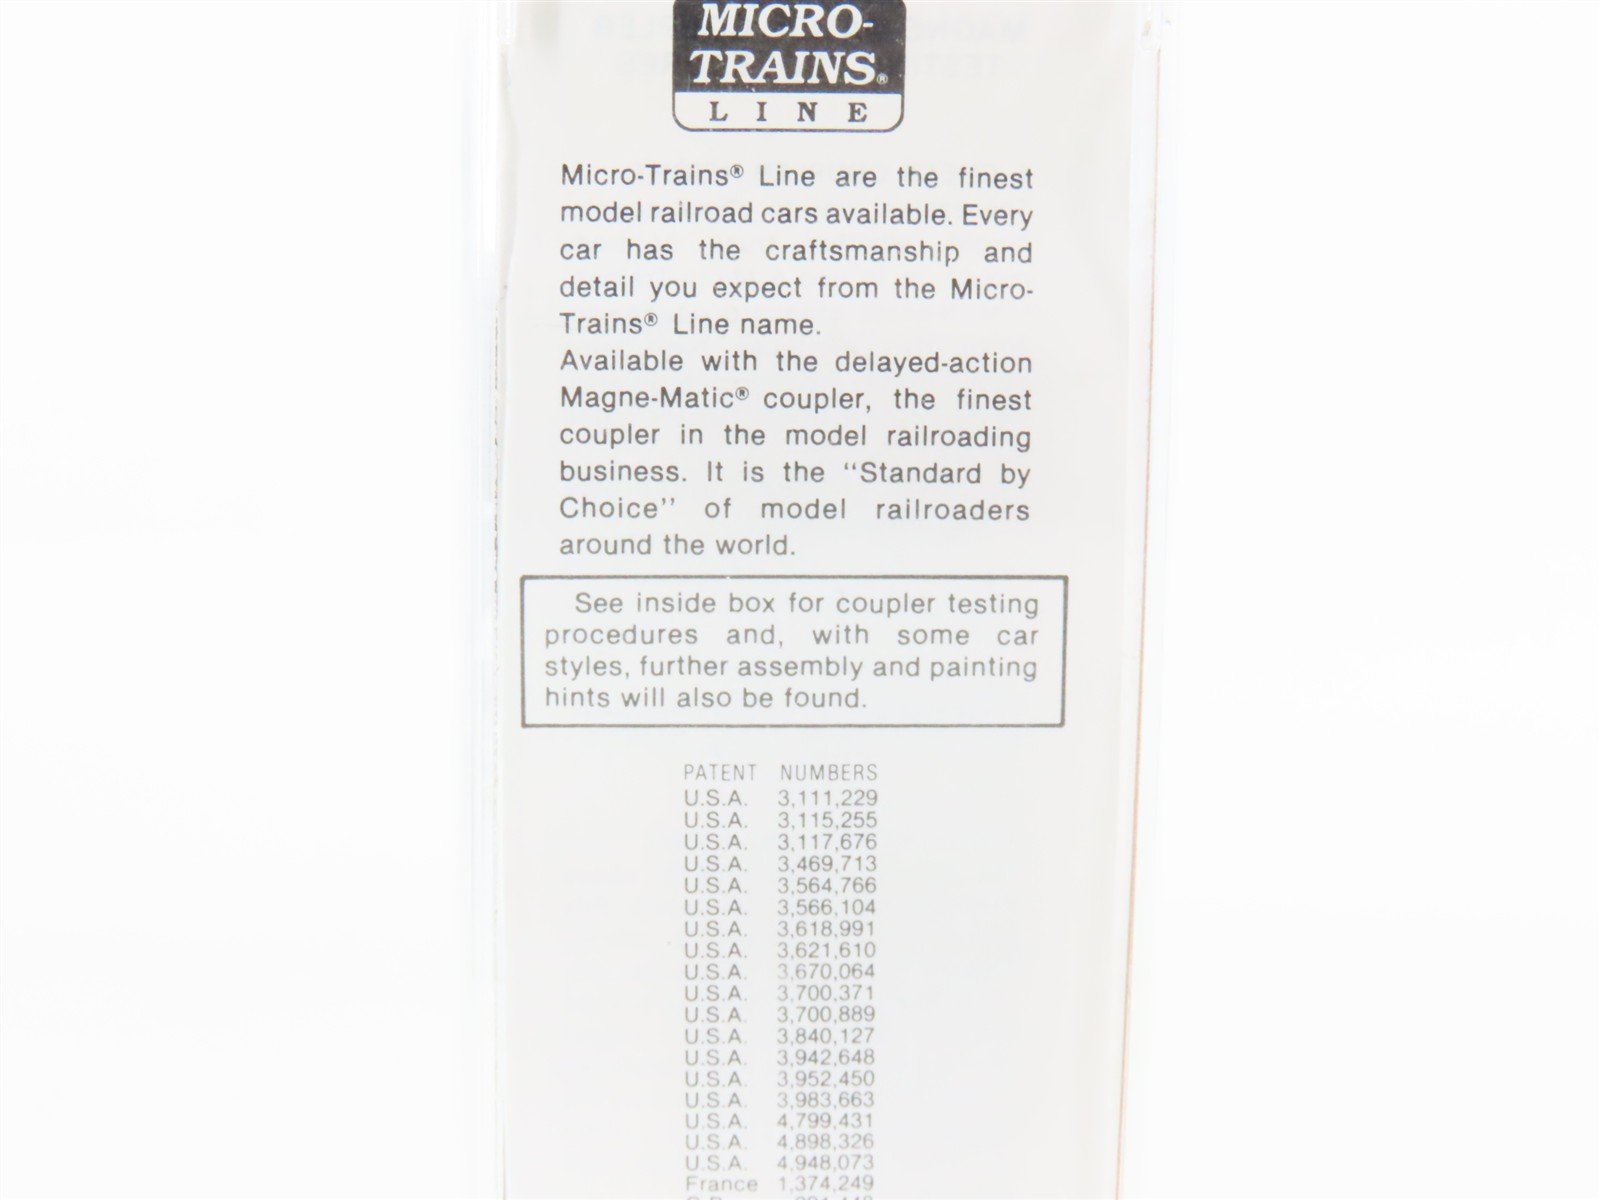 MICRO-
TRAINS®
LINE
Micro-Trains® Line are the finest
model railroad cars available. Every
car has the craftsmanship and
detail you expect from the Micro-
Trains® Line name.
Available with the delayed-action
Magne-Matic® coupler, the finest
coupler in the model railroading
business. It is the "Standard by
Choice" of model railroaders
around the world.
See inside box for coupler testing
procedures and, with some car
styles, further assembly and painting
hints will also be found.
PATENT NUMBERS
U.S.A. 3,111,229
U.S.A. 3,115,255
U.S.A. 3,117,676
U.S.A. 3,469,713
U.S.A. 3,564,766
U.S.A. 3,566,104
U.S.A. 3,618,991
U.S.A. 3,621,610
U.S.A. 3,670,064
U.S.A. 3,700,371
U.S.A. 3,700,889
U.S.A. 3,840,127
U.S.A. 3,942,648
U.S.A. 3,952,450
U.S.A. 3,983,663
U.S.A. 4,799,431
U.S.A. 4,898,326
U.S.A. 4,948,073
France 1,374,249